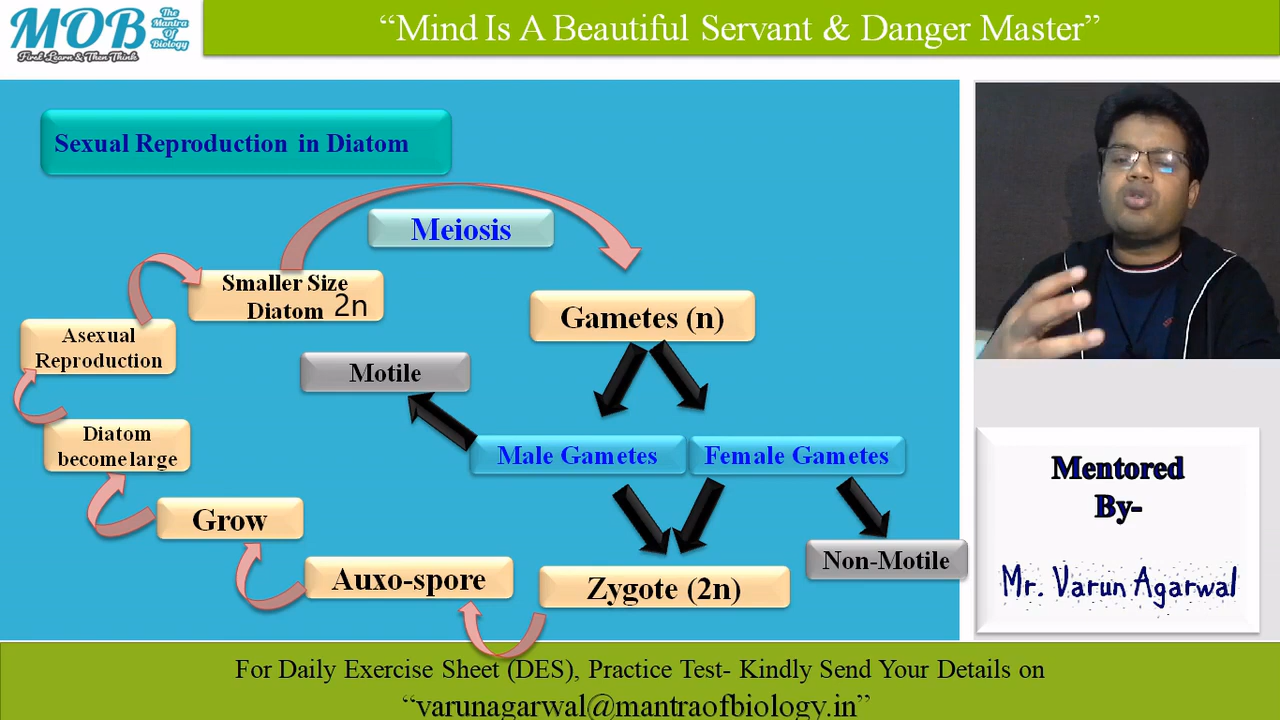 MOB The Mantra Of Biology
First Learn & Then Think
“Mind Is A Beautiful Servant & Danger Master”
Sexual Reproduction in Diatom
Meiosis
Smaller Size
Diatom 2n
Gametes (n)
Asexual
Reproduction
Motile
Diatom
become large
Male Gametes
Female Gametes
Grow
Non-Motile
Auxo-spore
Zygote (2n)
Mentored
By-
Mr. Varun Agarwal
For Daily Exercise Sheet (DES), Practice Test- Kindly Send Your Details on
“varunagarwal@mantraofbiology.in”